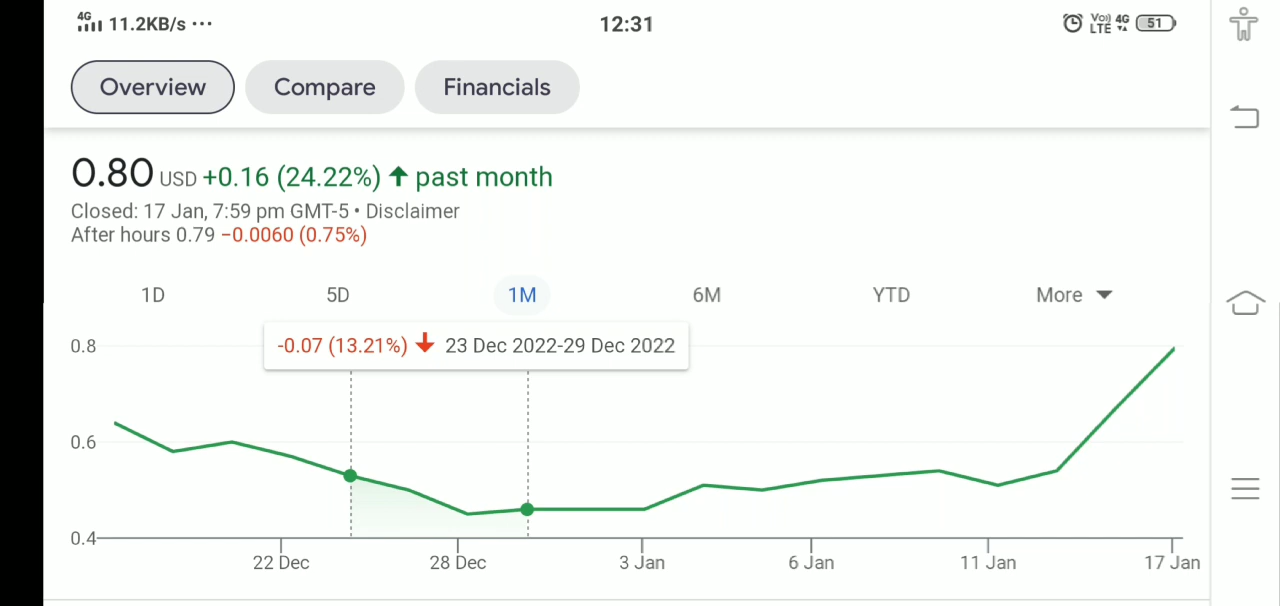 4G 11.2KB/s ··· 12:31 Vo)) LTE 4G 51
Overview Compare Financials
0.80 USD +0.16 (24.22%) ↑ past month
Closed: 17 Jan, 7:59 pm GMT-5 • Disclaimer
After hours 0.79 −0.0060 (0.75%)
1D 5D 1M 6M YTD More
-0.07 (13.21%) ↓ 23 Dec 2022-29 Dec 2022
0.8
0.6
0.4
22 Dec 28 Dec 3 Jan 6 Jan 11 Jan 17 Jan